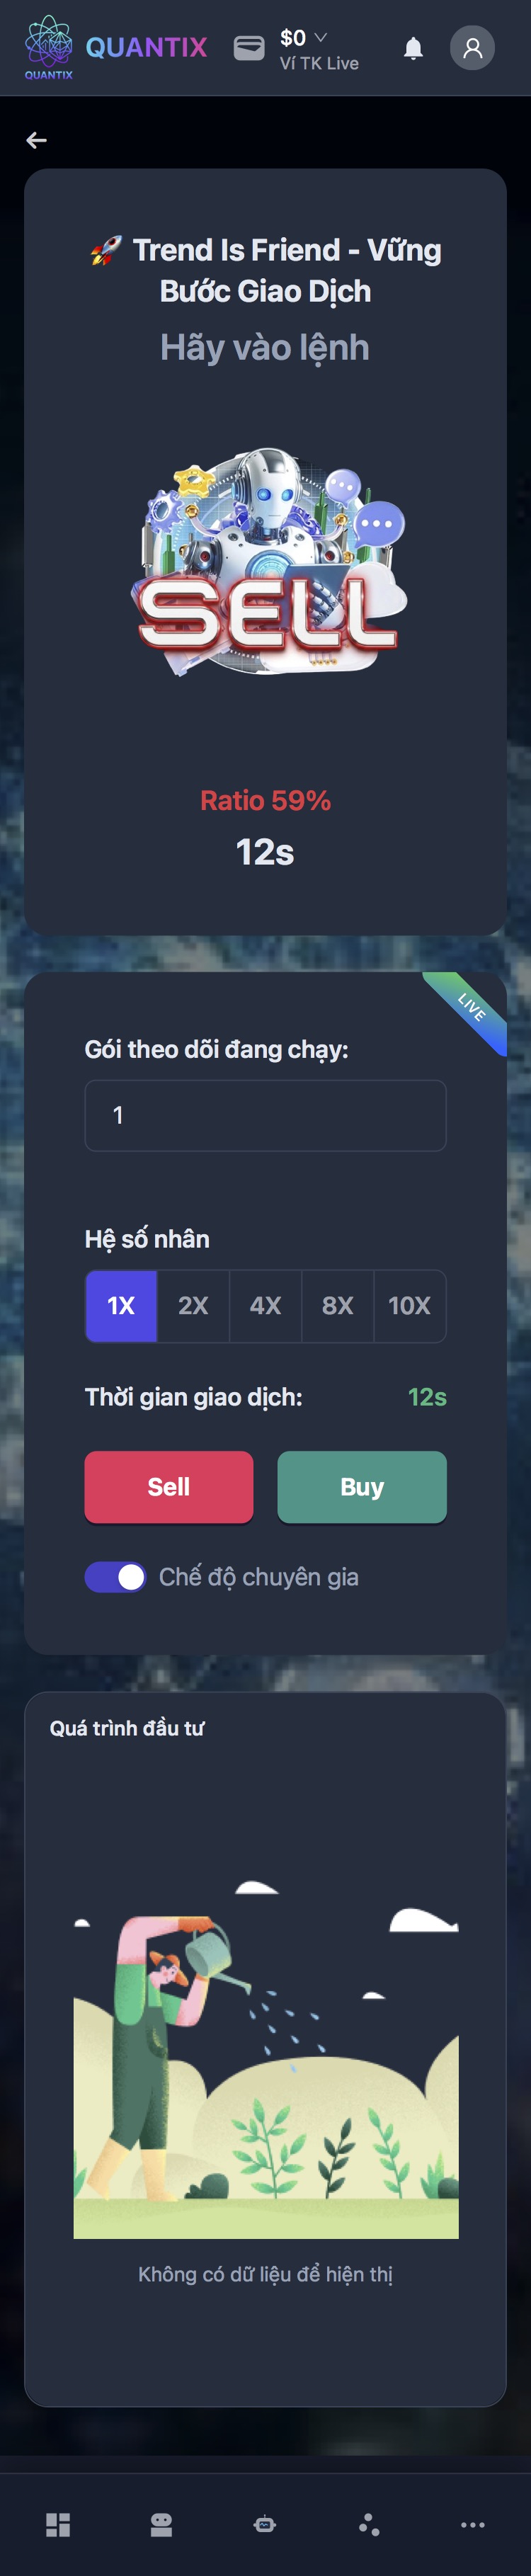 QUANTIX
QUANTIX
$0
Ví TK Live
🚀 Trend Is Friend - Vững
Bước Giao Dịch
Hãy vào lệnh
SELL
Ratio 59%
12s
LIVE
Gói theo dõi đang chạy:
1
Hệ số nhân
1X 2X 4X 8X 10X
Thời gian giao dịch: 12s
Sell Buy
Chế độ chuyên gia
Quá trình đầu tư
Không có dữ liệu để hiện thị